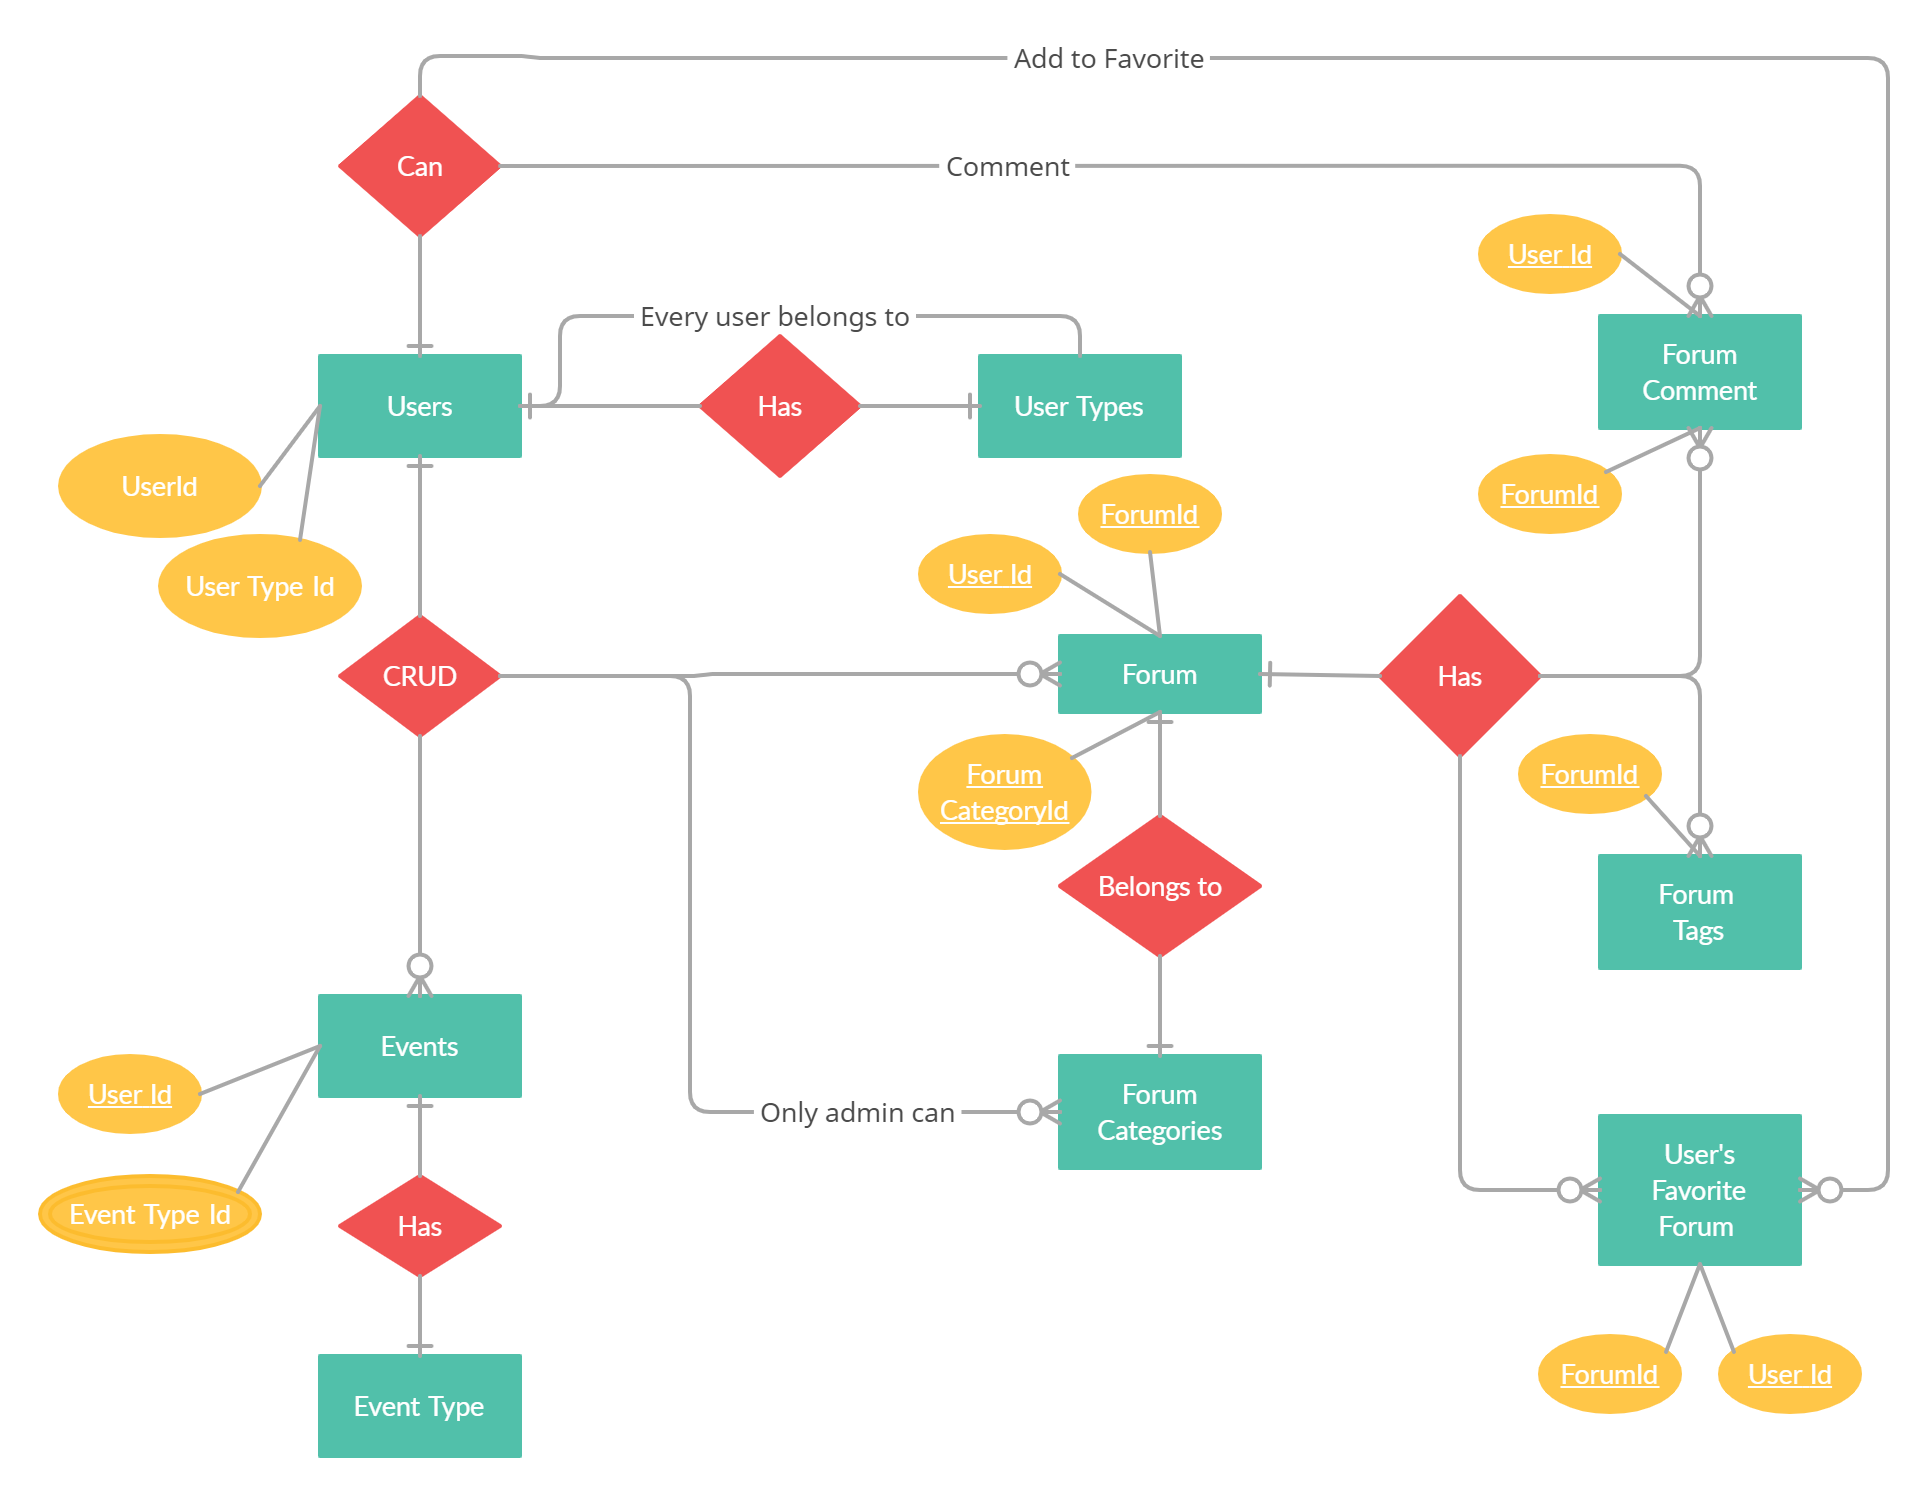 Add to Favorite
Can
Comment
User Id
Every user belongs to
Forum
Comment
Users
Has
User Types
UserId
ForumId
ForumId
User Id
User Type Id
CRUD
Forum
Has
Forum
CategoryId
ForumId
Belongs to
Forum
Tags
Events
User Id
Only admin can
Forum
Categories
User's
Favorite
Forum
Event Type Id
Has
ForumId
User Id
Event Type